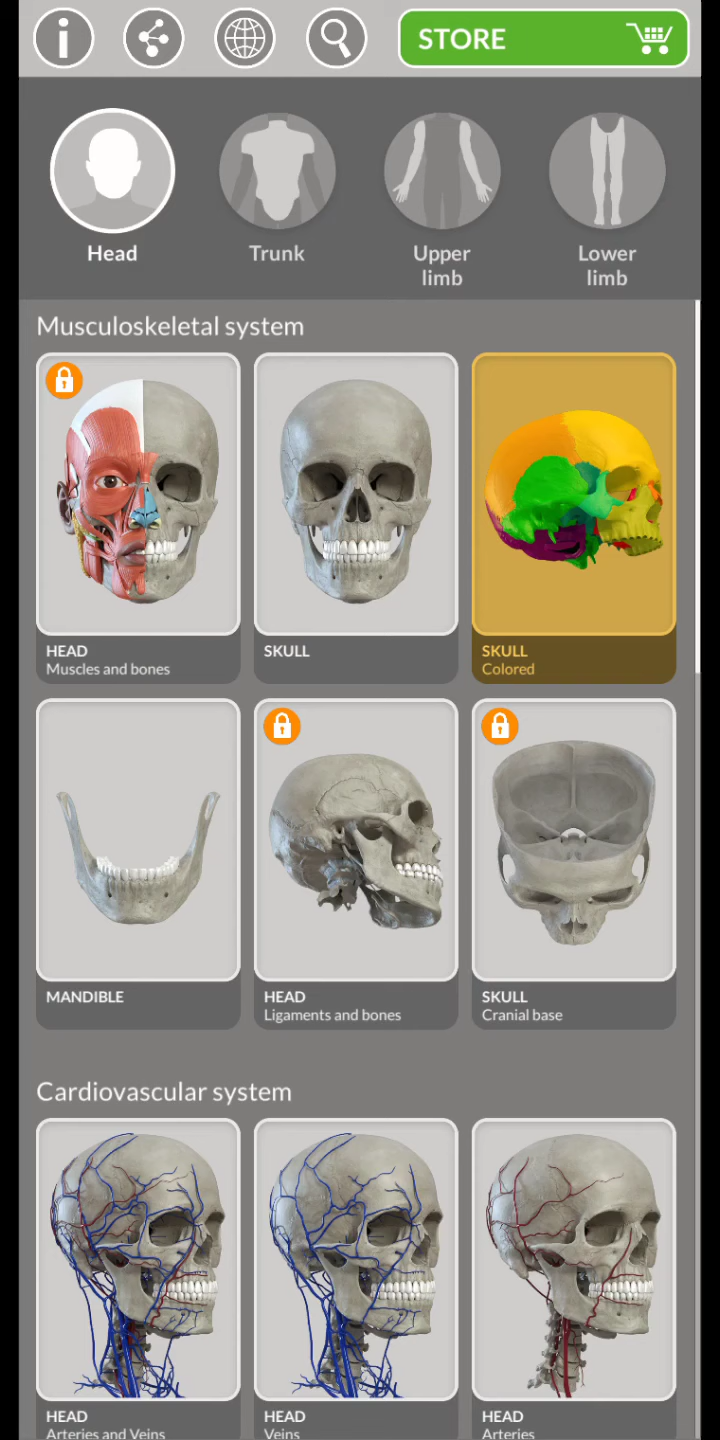 STORE
Head
Trunk
Upper
limb
Lower
limb
Musculoskeletal system
HEAD
Muscles and bones
SKULL
SKULL
Colored
MANDIBLE
HEAD
Ligaments and bones
SKULL
Cranial base
Cardiovascular system
HEAD
Arteries and Veins
HEAD
Veins
HEAD
Arteries